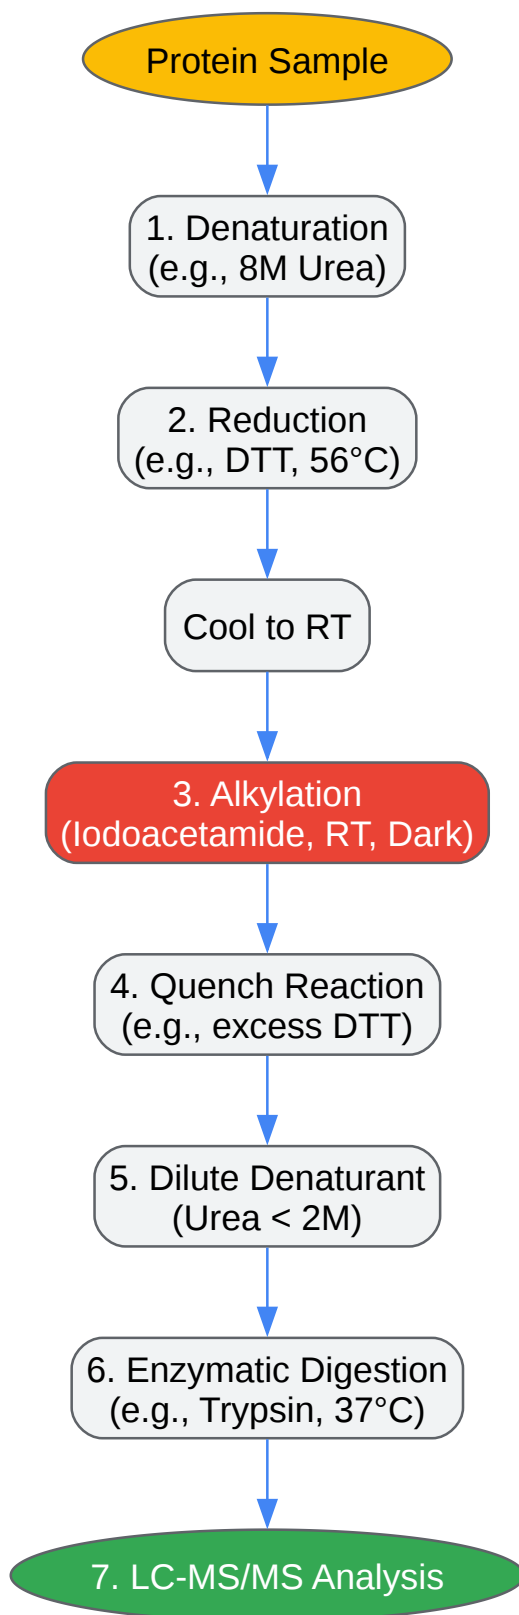 Protein Sample
1. Denaturation
(e.g., 8M Urea)
2. Reduction
(e.g., DTT, 56°C)
Cool to RT
3. Alkylation
(Iodoacetamide, RT, Dark)
4. Quench Reaction
(e.g., excess DTT)
5. Dilute Denaturant
(Urea < 2M)
6. Enzymatic Digestion
(e.g., Trypsin, 37°C)
7. LC-MS/MS Analysis